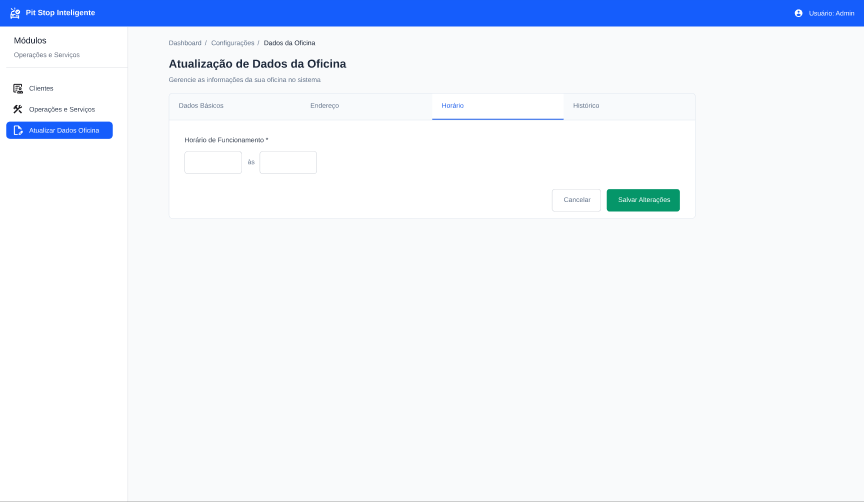 Pit Stop Inteligente
Usuário: Admin
Módulos
Operações e Serviços
Clientes
Operações e Serviços
Atualizar Dados Oficina
Dashboard / Configurações / Dados da Oficina
Atualização de Dados da Oficina
Gerencie as informações da sua oficina no sistema
Dados Básicos Endereço Horário Histórico
Horário de Funcionamento *
às
Cancelar Salvar Alterações